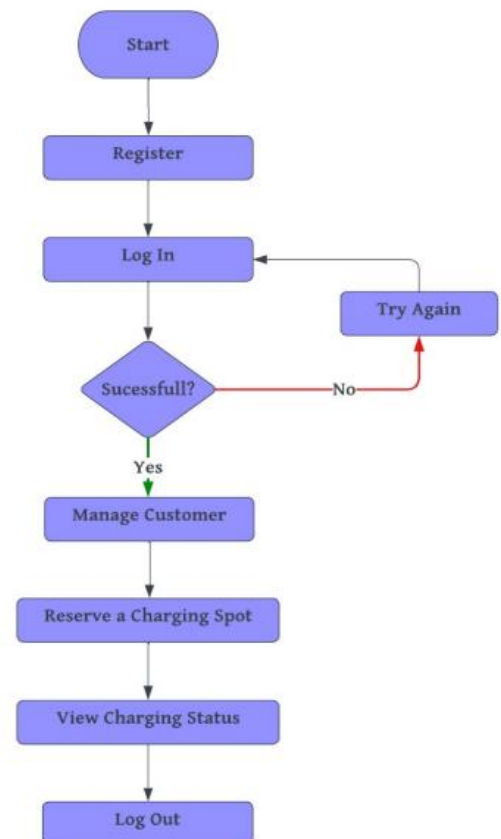 Start
Register
Log In
Try Again
Sucessfull?
No
Yes
Manage Customer
Reserve a Charging Spot
View Charging Status
Log Out